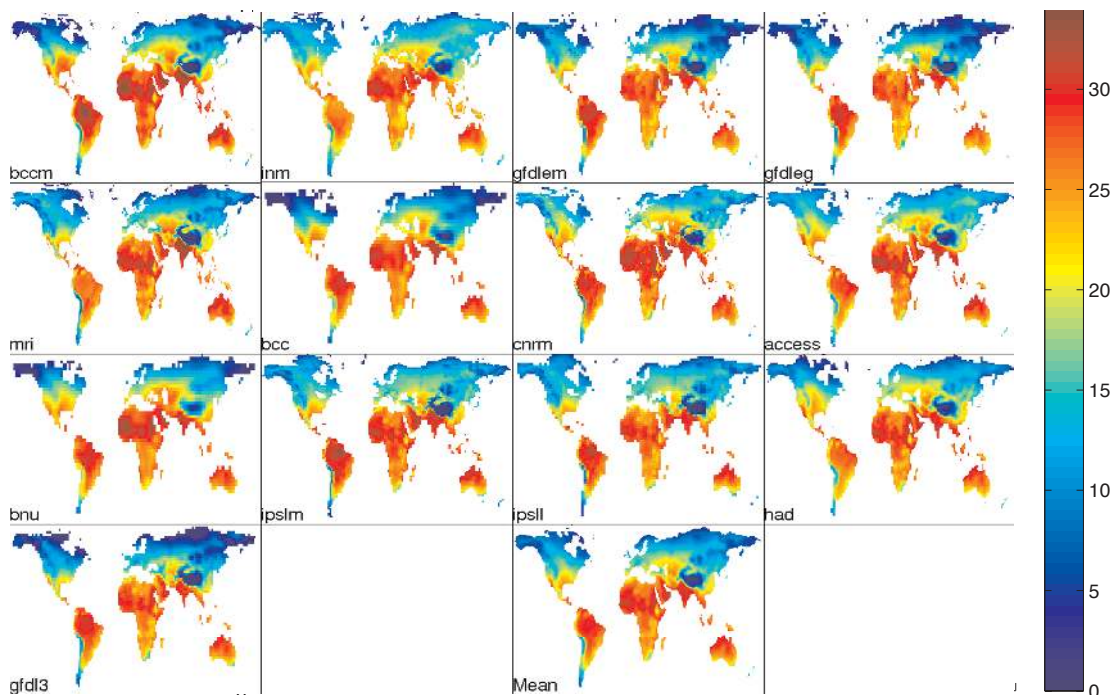 bccm
inm
gfdlem
gfdleg
mri
bcc
cnrm
access
bnu
ipslm
ipsll
had
gfdl3
Mean
30
25
20
15
10
5
0